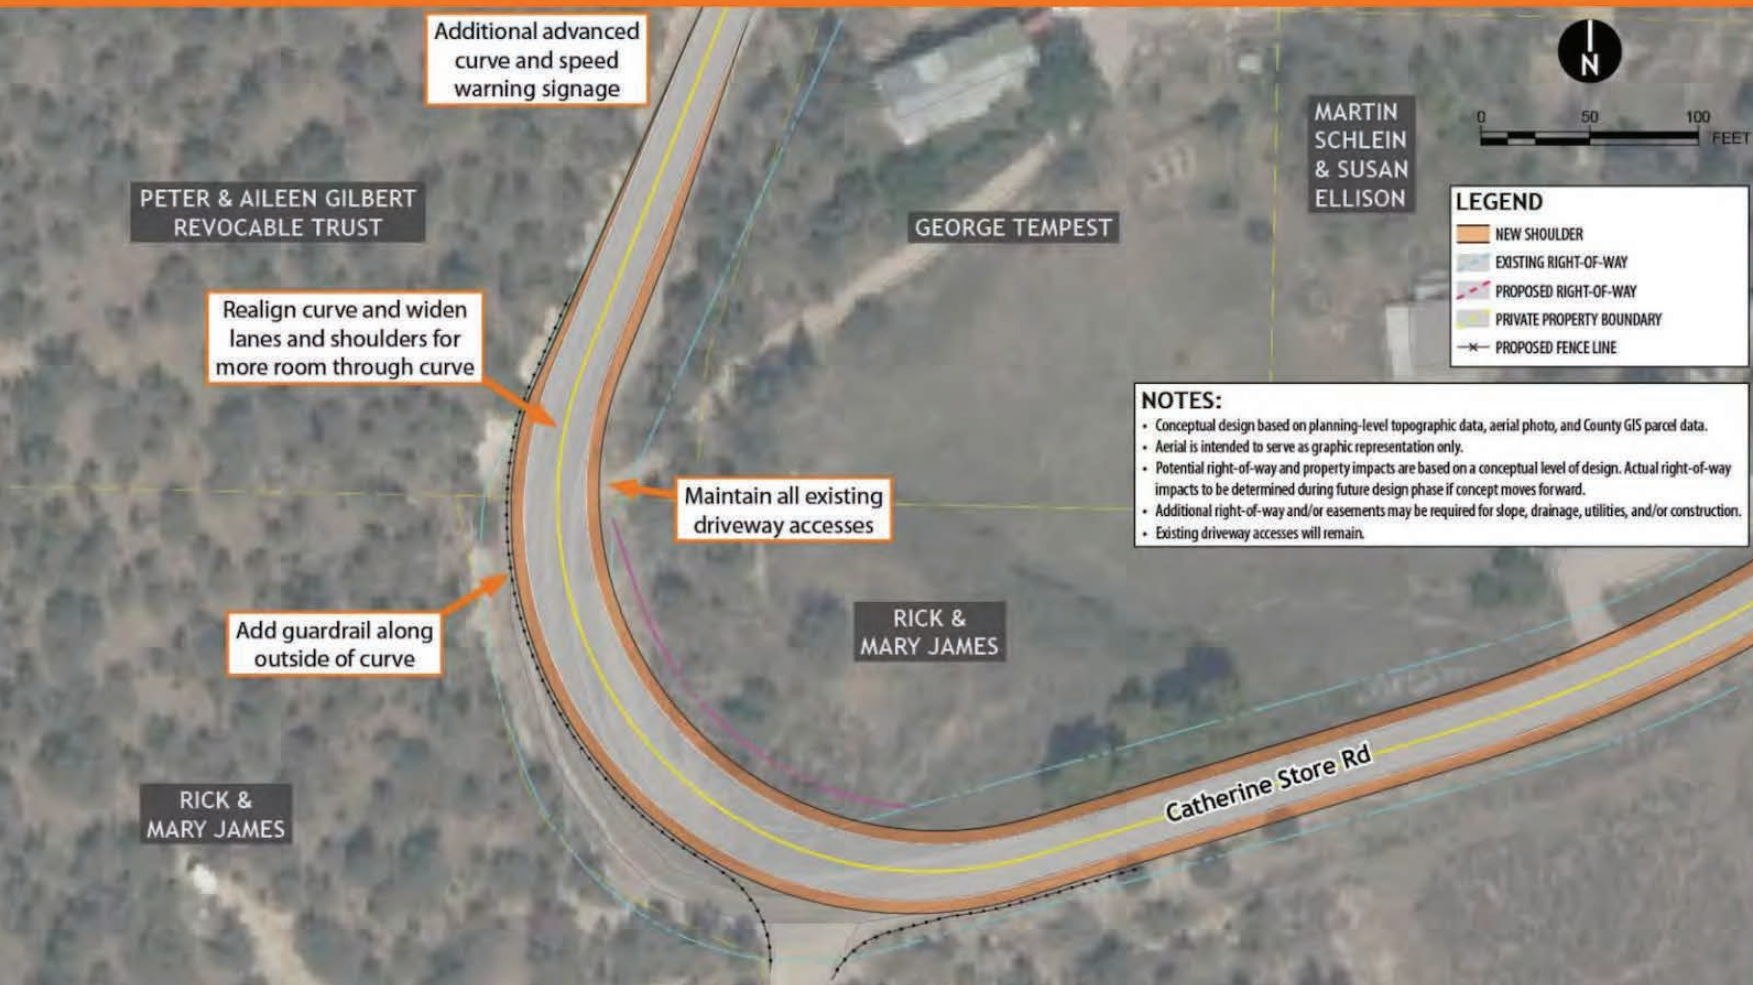 Additional advanced
curve and speed
warning signage
N
0 50 100
FEET
MARTIN
SCHLEIN
& SUSAN
ELLISON
PETER & AILEEN GILBERT
REVOCABLE TRUST
GEORGE TEMPEST
LEGEND
NEW SHOULDER
EXISTING RIGHT-OF-WAY
PROPOSED RIGHT-OF-WAY
PRIVATE PROPERTY BOUNDARY
PROPOSED FENCE LINE
Realign curve and widen
lanes and shoulders for
more room through curve
NOTES:
• Conceptual design based on planning-level topographic data, aerial photo, and County GIS parcel data.
• Aerial is intended to serve as graphic representation only.
• Potential right-of-way and property impacts are based on a conceptual level of design. Actual right-of-way
impacts to be determined during future design phase if concept moves forward.
• Additional right-of-way and/or easements may be required for slope, drainage, utilities, and/or construction.
• Existing driveway accesses will remain.
Maintain all existing
driveway accesses
Add guardrail along
outside of curve
RICK &
MARY JAMES
Catherine Store Rd
RICK &
MARY JAMES